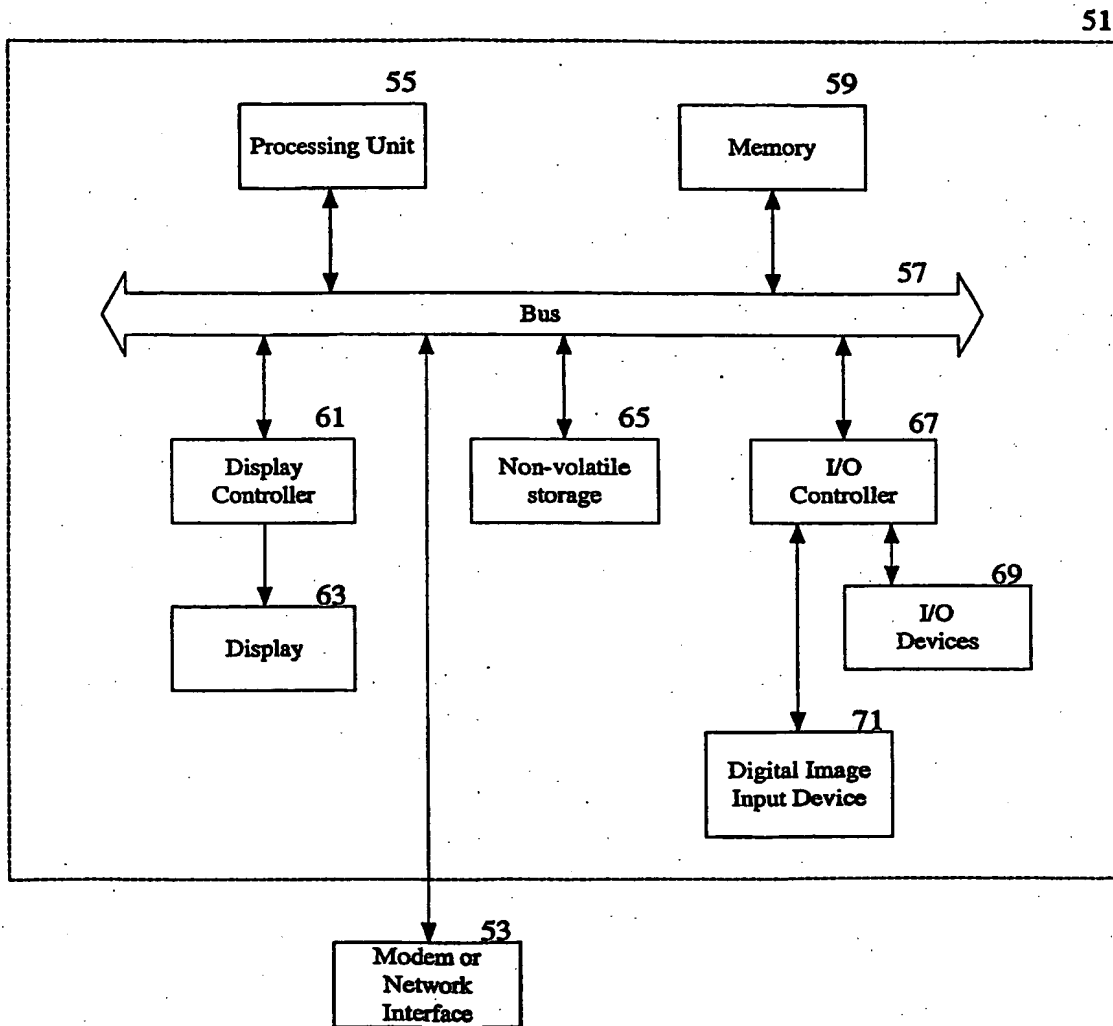 51
55
59
Processing Unit
Memory
57
Bus
61
65
67
Display
Controller
Non-volatile
storage
I/O
Controller
63
69
Display
I/O
Devices
71
Digital Image
Input Device
53
Modem or
Network
Interface